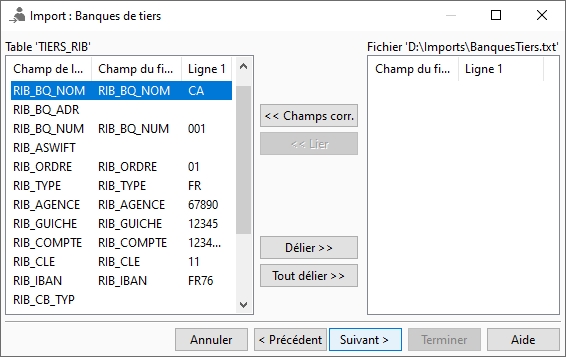 Import : Banques de tiers
Table 'TIERS_RIB'
Fichier 'D:\Imports\BanquesTiers.txt'
Champ de l... Champ du fi... Ligne 1
RIB_BQ_NOM RIB_BQ_NOM CA
RIB_BQ_ADR
RIB_BQ_NUM RIB_BQ_NUM 001
RIB_ASWIFT
RIB_ORDRE RIB_ORDRE 01
RIB_TYPE RIB_TYPE FR
RIB_AGENCE RIB_AGENCE 67890
RIB_GUICHE RIB_GUICHE 12345
RIB_COMPTE RIB_COMPTE 1234...
RIB_CLE RIB_CLE 11
RIB_IBAN RIB_IBAN FR76
RIB_CB_TYP
<< Champs corr.
<< Lier
Délier >>
Tout délier >>
Champ du fi... Ligne 1
Annuler < Précédent Suivant > Terminer Aide